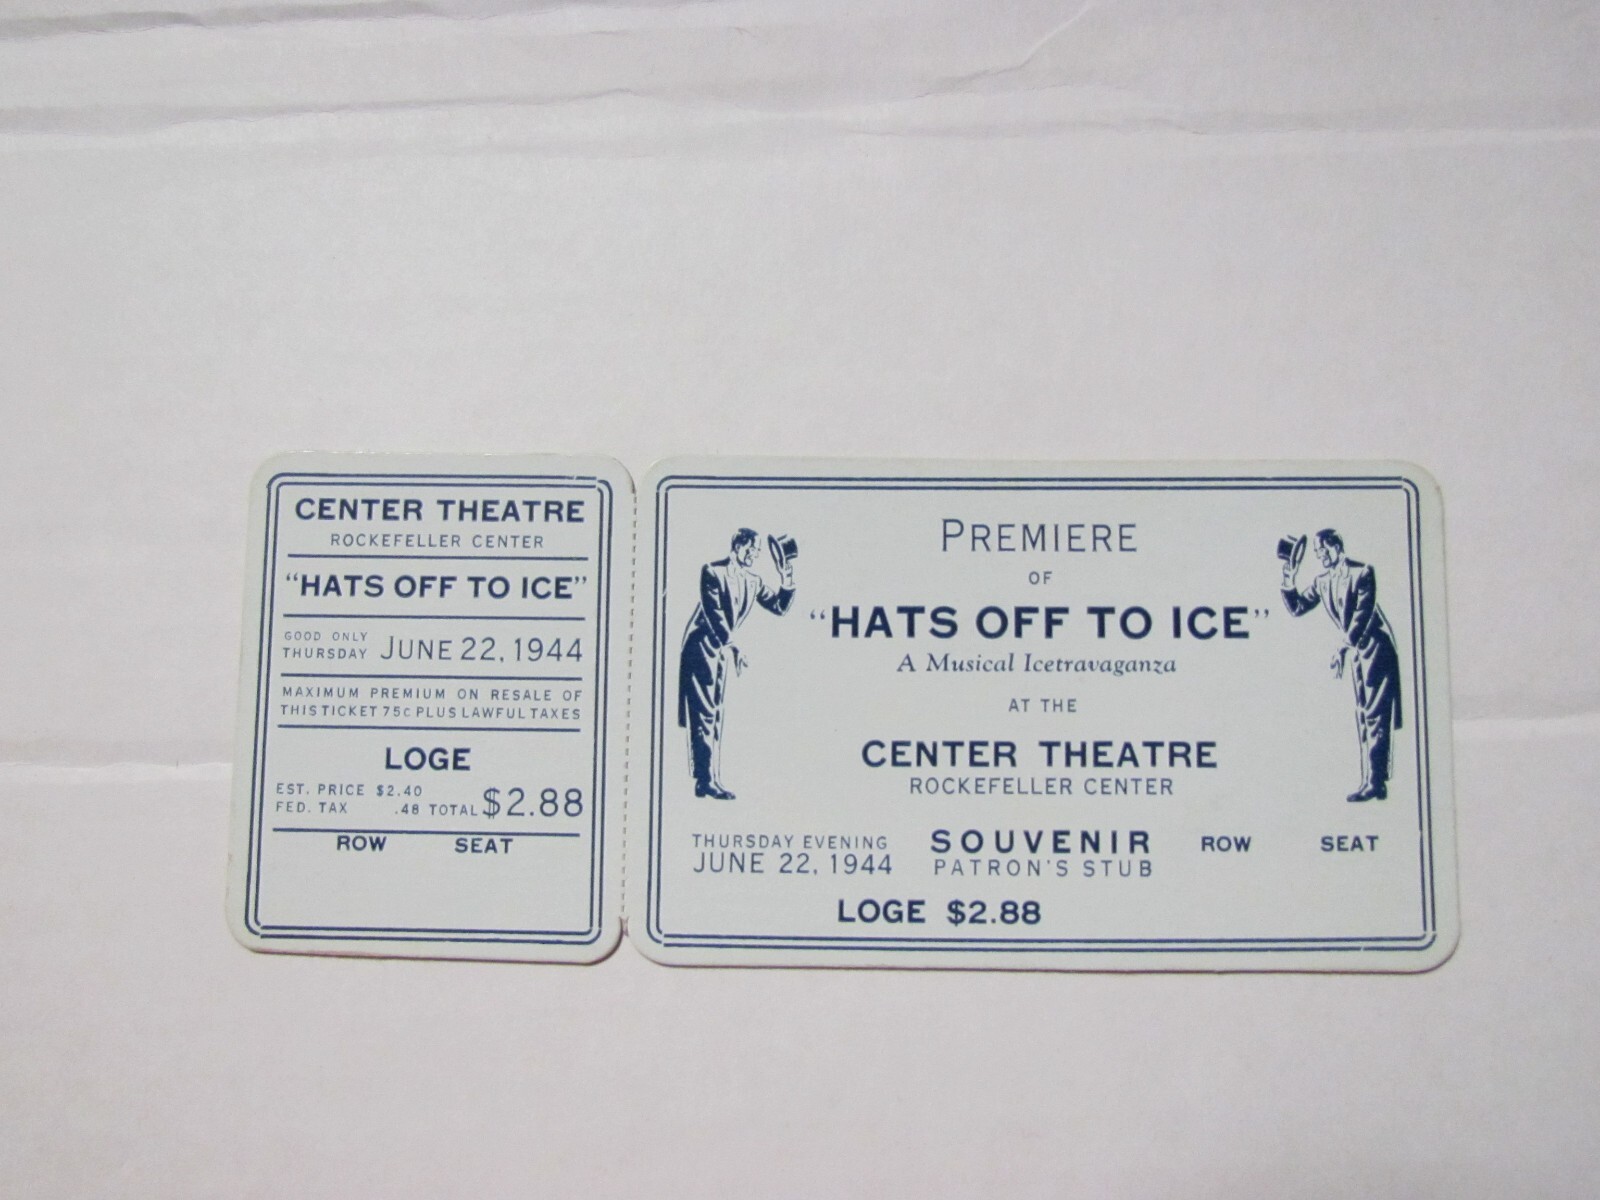 CENTER THEATRE
ROCKEFELLER CENTER
"HATS OFF TO ICE"
GOOD ONLY
THURSDAY JUNE 22, 1944
MAXIMUM PREMIUM ON RESALE OF
THIS TICKET 75c PLUS LAWFUL TAXES
LOGE
EST. PRICE $2.40
FED. TAX .48 TOTAL $2.88
ROW SEAT
PREMIERE
OF
"HATS OFF TO ICE"
A Musical Icetravaganza
AT THE
CENTER THEATRE
ROCKEFELLER CENTER
THURSDAY EVENING
JUNE 22, 1944
SOUVENIR
PATRON'S STUB
ROW SEAT
LOGE $2.88